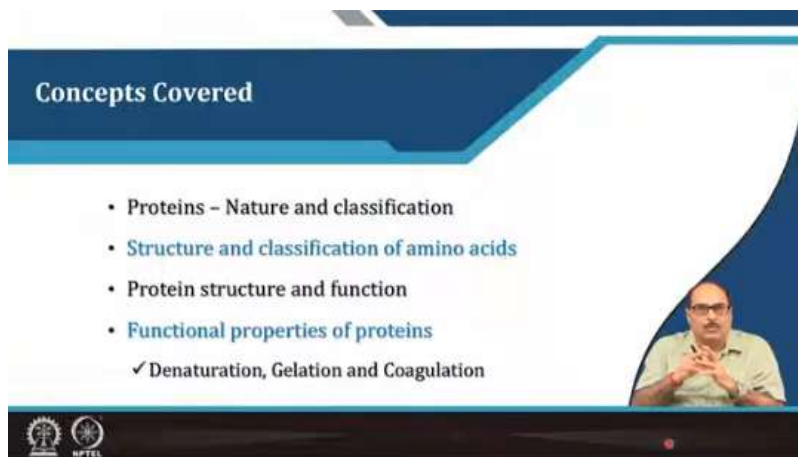 Concepts Covered
• Proteins – Nature and classification
• Structure and classification of amino acids
• Protein structure and function
• Functional properties of proteins
✓Denaturation, Gelation and Coagulation
NPTEL